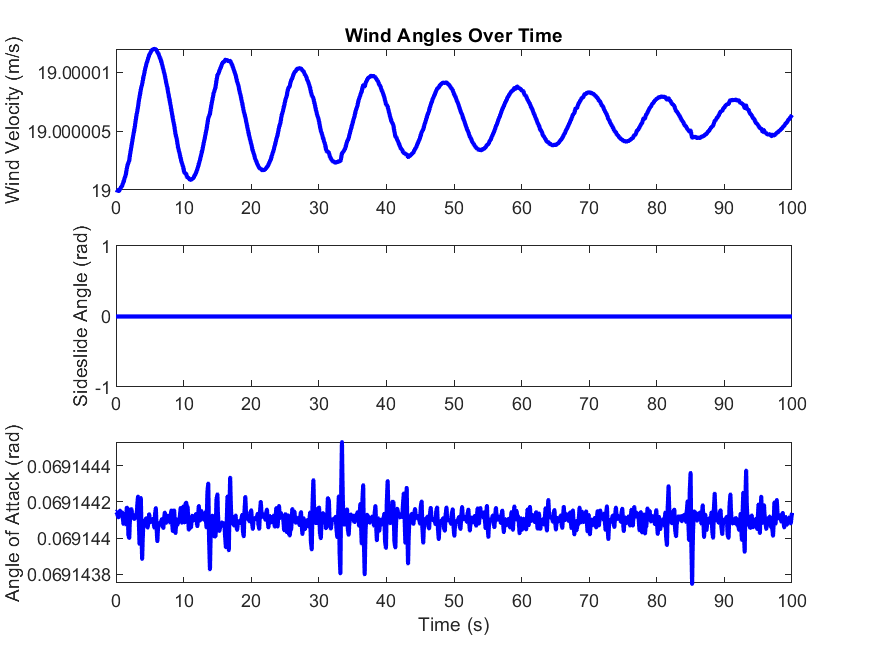 Wind Angles Over Time
Wind Velocity (m/s)
19.00001
19.000005
19
0 10 20 30 40 50 60 70 80 90 100
Sideslide Angle (rad)
1
0
-1
0 10 20 30 40 50 60 70 80 90 100
Angle of Attack (rad)
0.0691444
0.0691442
0.069144
0.0691438
0 10 20 30 40 50 60 70 80 90 100
Time (s)